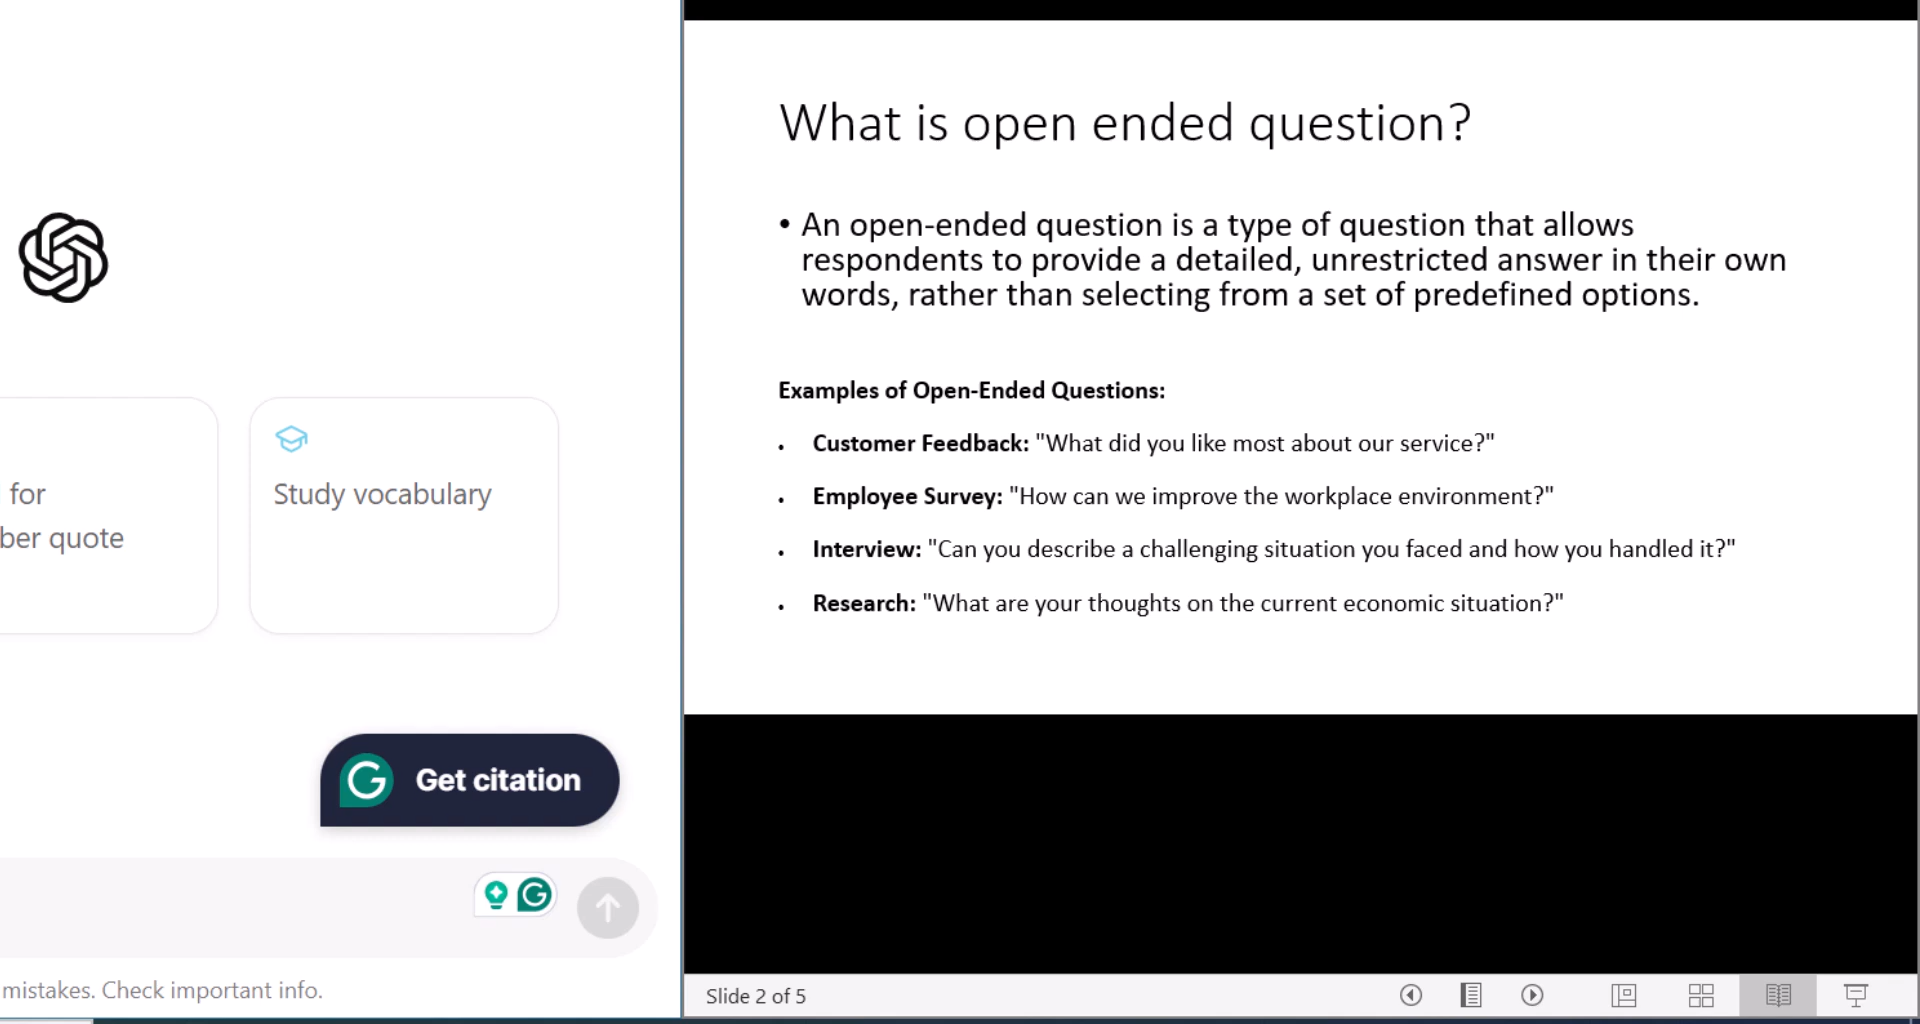 for
ber quote
Study vocabulary
Get citation
mistakes. Check important info.
What is open ended question?
• An open-ended question is a type of question that allows
respondents to provide a detailed, unrestricted answer in their own
words, rather than selecting from a set of predefined options.
Examples of Open-Ended Questions:
• Customer Feedback: "What did you like most about our service?"
• Employee Survey: "How can we improve the workplace environment?"
• Interview: "Can you describe a challenging situation you faced and how you handled it?"
• Research: "What are your thoughts on the current economic situation?"
Slide 2 of 5